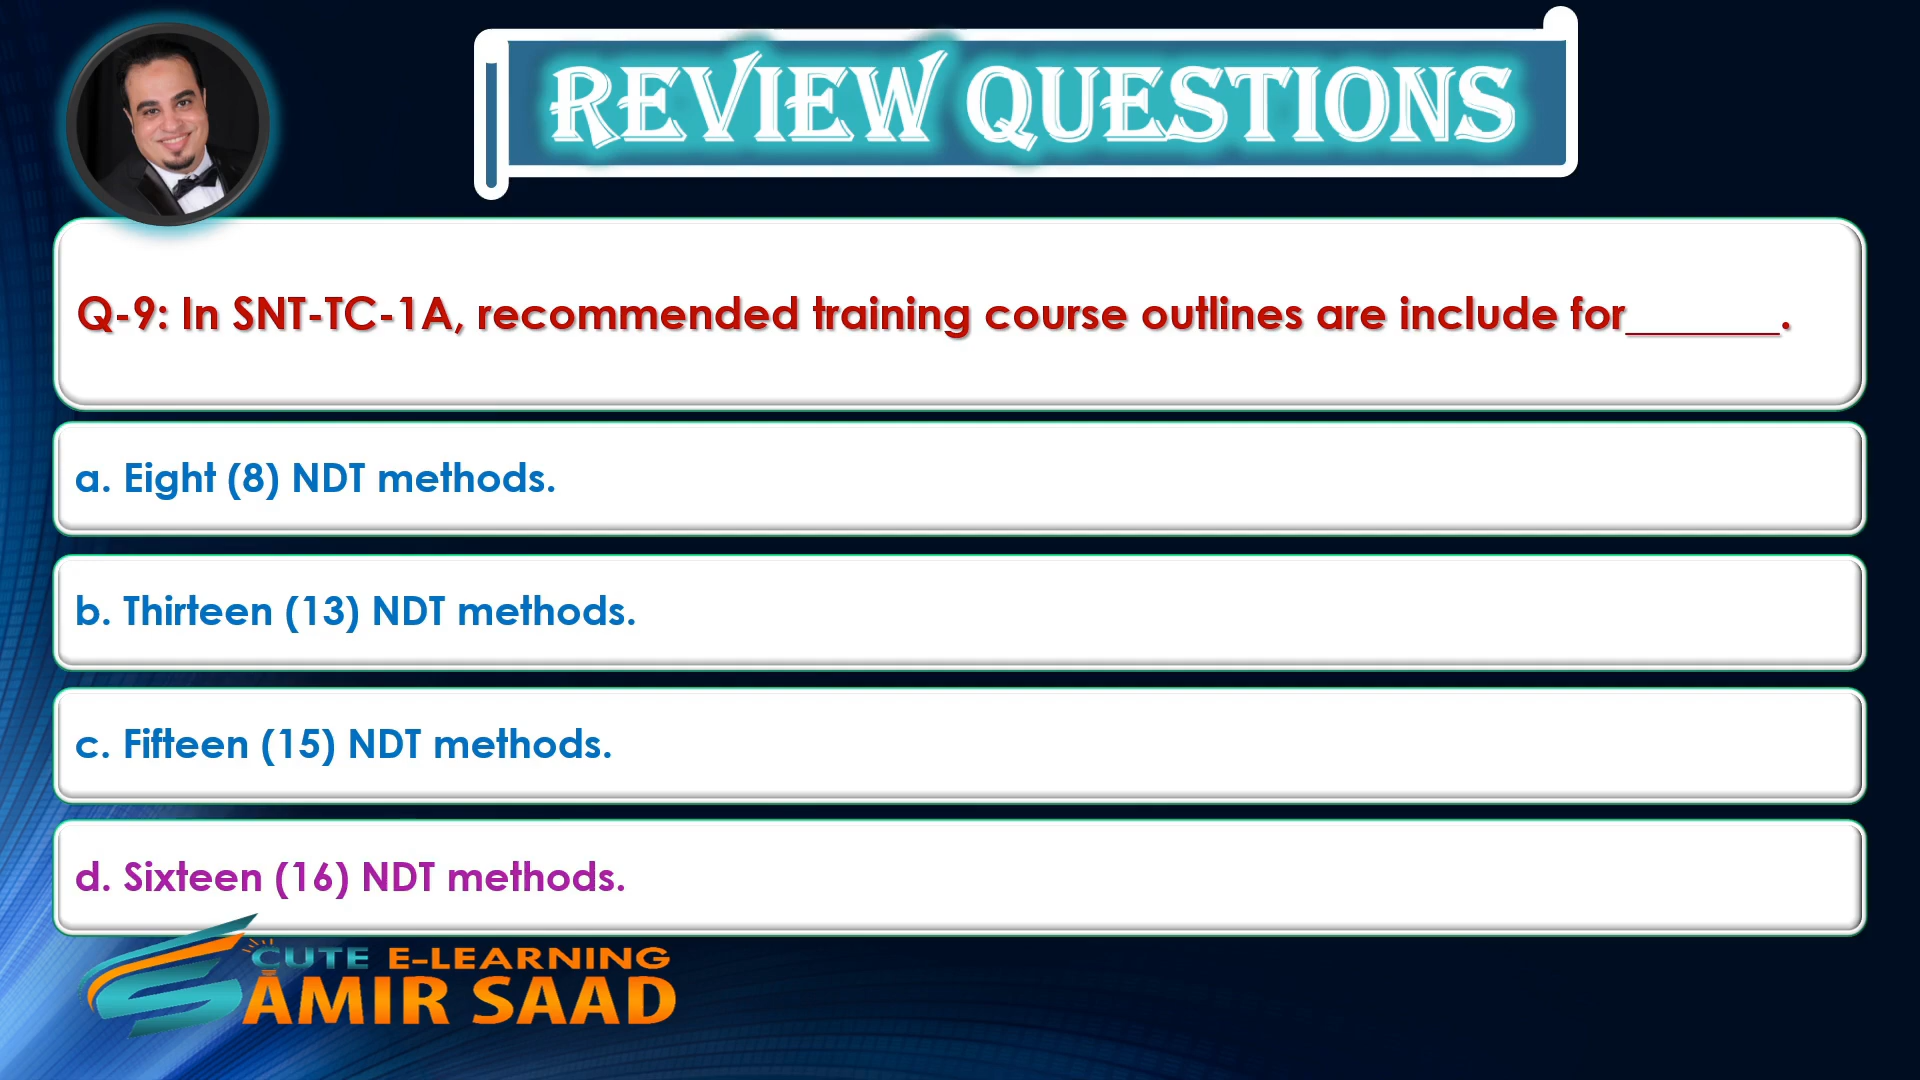 REVIEW QUESTIONS
Q-9: In SNT-TC-1A, recommended training course outlines are include for_______.
a. Eight (8) NDT methods.
b. Thirteen (13) NDT methods.
c. Fifteen (15) NDT methods.
d. Sixteen (16) NDT methods.
CUTE E-LEARNING
AMIR SAAD